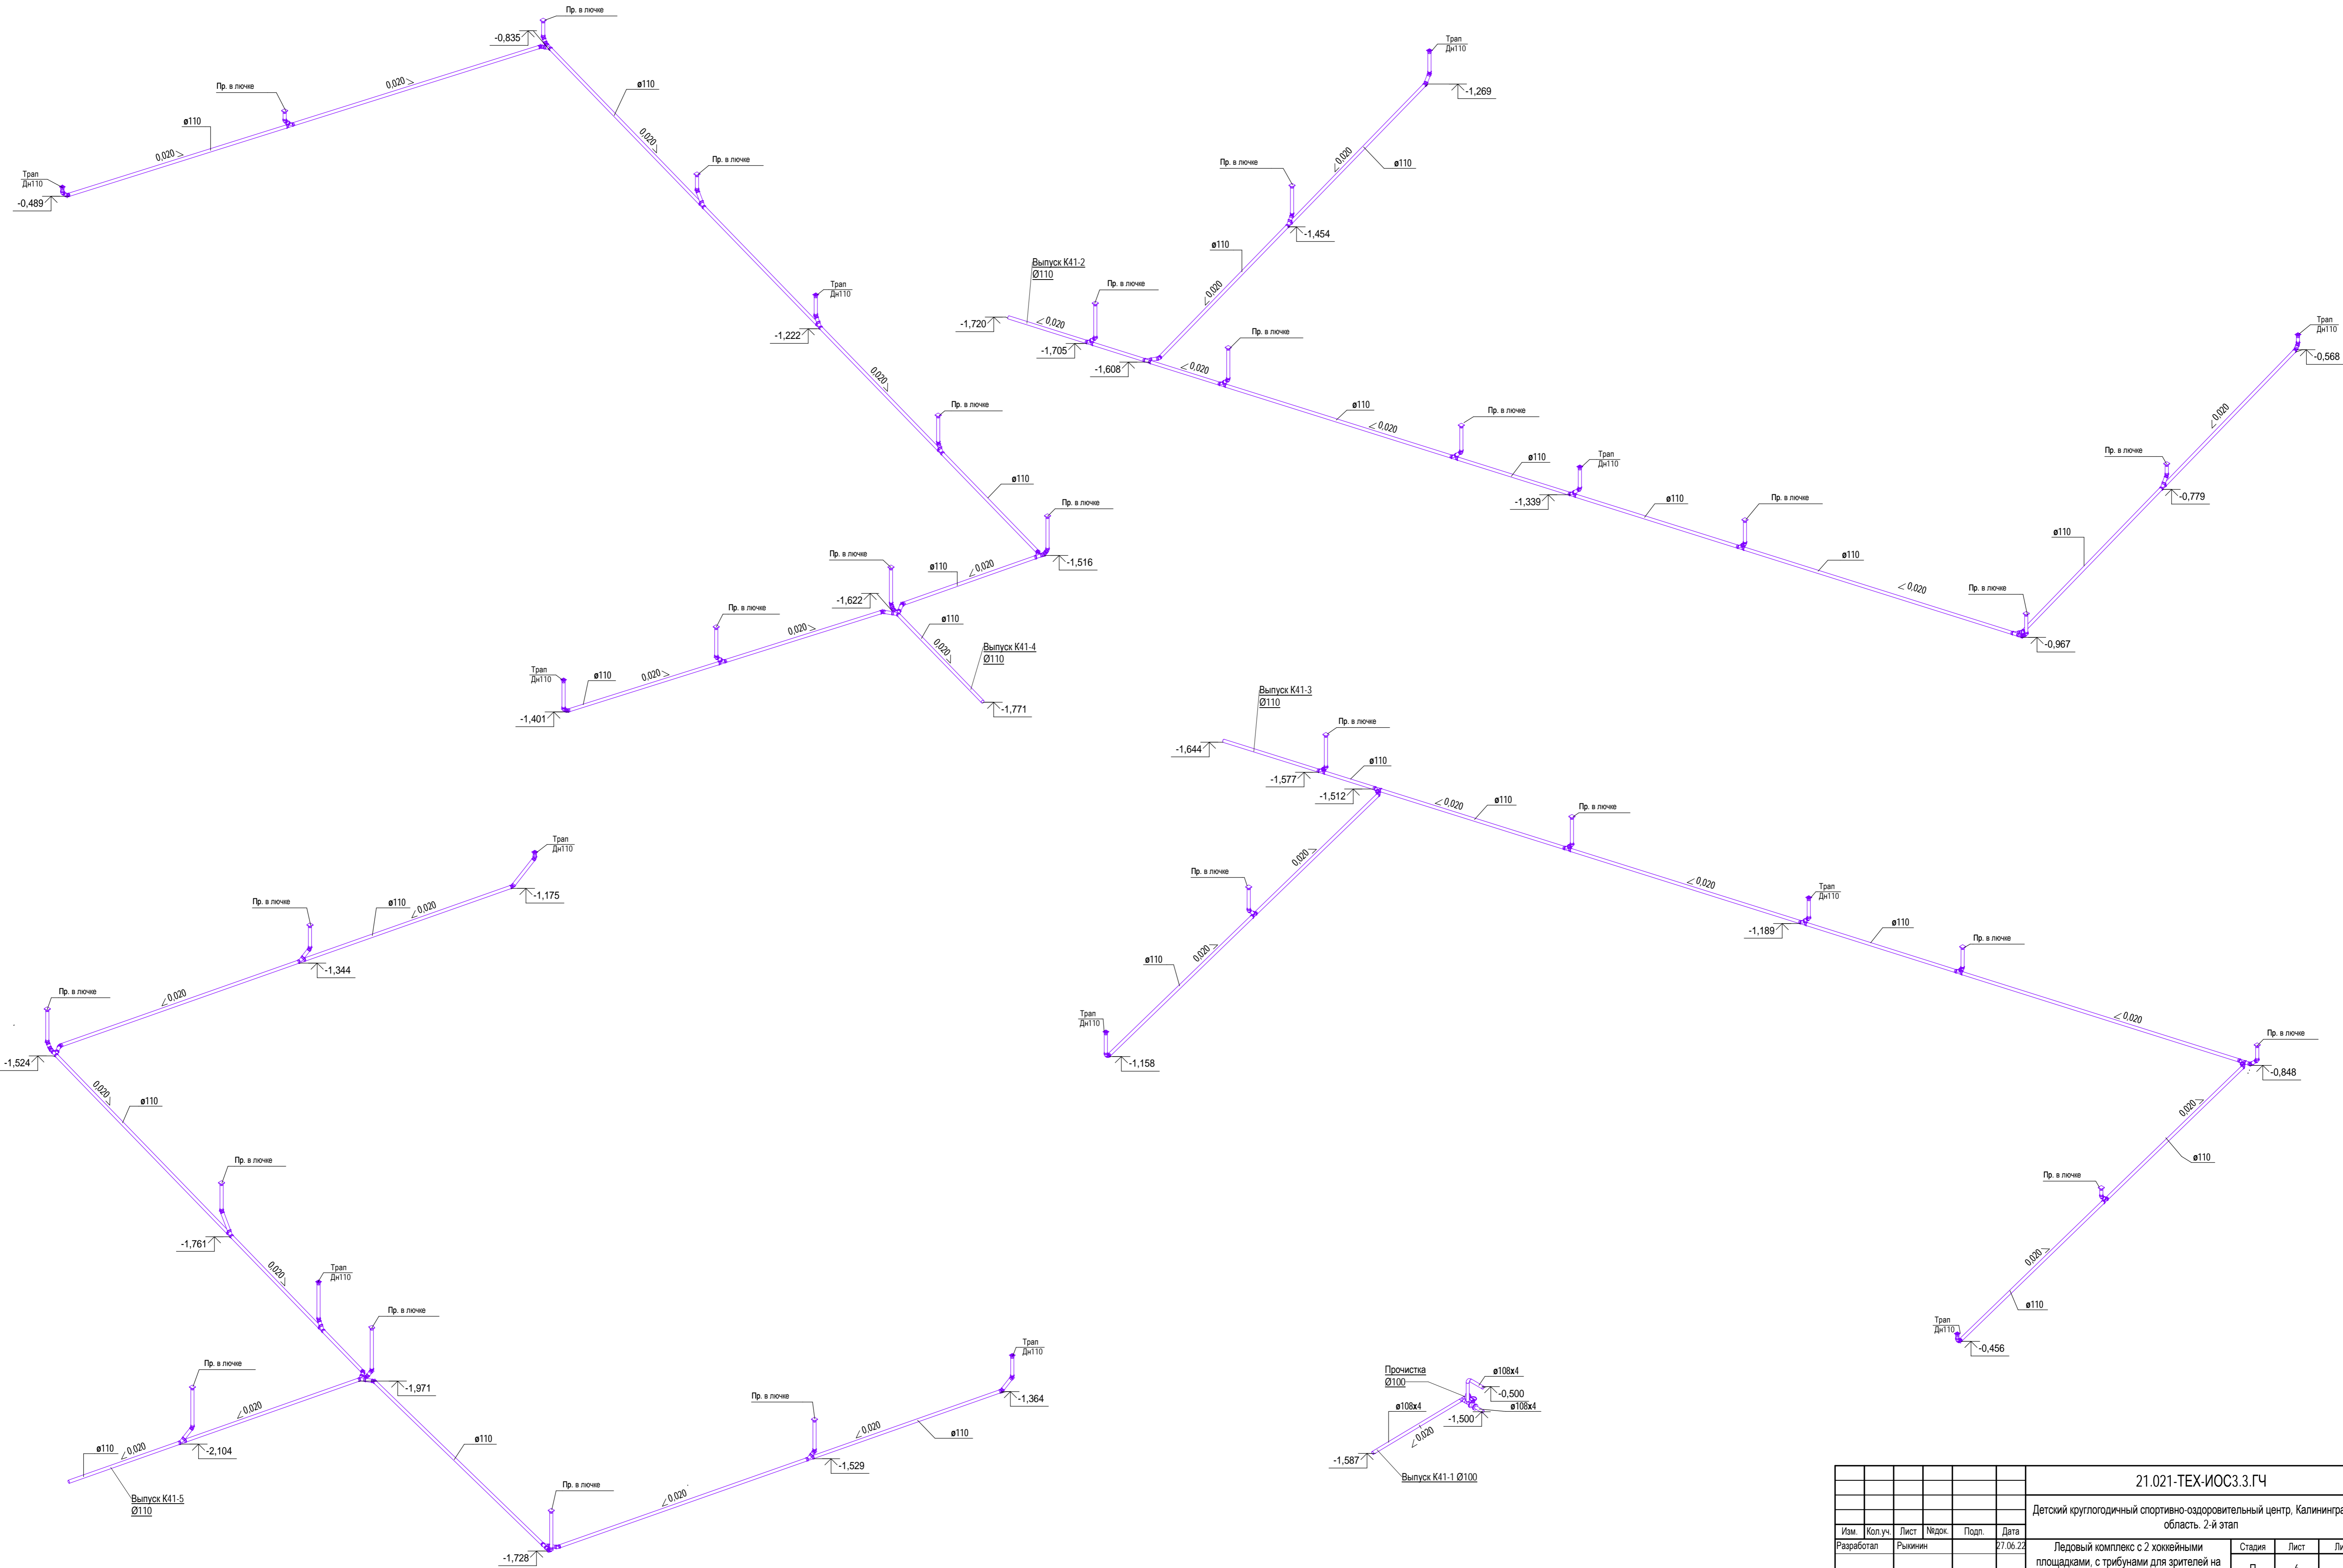 Пр. в лючке
-0,835
0,020
Пр. в лючке
ø110
ø110
0,020
0,020
Трап
Дн110
-0,489
Пр. в лючке
Трап
Дн110
-1,222
0,020
Пр. в лючке
ø110
Пр. в лючке
-1,516
Пр. в лючке
ø110
0,020
-1,622
Пр. в лючке
0,020
ø110
0,020
Выпуск К41-4
Ø110
Трап
Дн110
ø110
0,020
-1,401
-1,771
Трап
Дн110
-1,269
0,020
ø110
Пр. в лючке
-1,454
ø110
0,020
Выпуск К41-2
Ø110
Пр. в лючке
-1,720
0,020
-1,705
-1,608
Пр. в лючке
0,020
ø110
0,020
Пр. в лючке
ø110
Трап
Дн110
-1,339
ø110
Пр. в лючке
ø110
0,020
Трап
Дн110
-0,568
0,020
Пр. в лючке
-0,779
ø110
Пр. в лючке
-0,967
Выпуск К41-3
Ø110
Пр. в лючке
-1,644
-1,577
ø110
-1,512
0,020
ø110
Пр. в лючке
0,020
Пр. в лючке
0,020
ø110
Трап
Дн110
-1,158
0,020
Трап
Дн110
-1,189
ø110
Пр. в лючке
0,020
Пр. в лючке
-0,848
0,020
ø110
Пр. в лючке
0,020
ø110
Трап
Дн110
-0,456
Трап
Дн110
-1,175
Пр. в лючке
ø110
0,020
-1,344
Пр. в лючке
0,020
-1,524
0,020
ø110
Пр. в лючке
-1,761
0,020
Трап
Дн110
Пр. в лючке
-1,971
Пр. в лючке
0,020
ø110
0,020
-2,104
Выпуск К41-5
Ø110
ø110
Пр. в лючке
-1,728
0,020
Пр. в лючке
-1,529
0,020
ø110
Трап
Дн110
-1,364
Прочистка
Ø100
ø108х4
-0,500
ø108х4
ø108х4
-1,500
0,020
-1,587
Выпуск К41-1 Ø100
21.021-ТЕХ-ИОС3.3.ГЧ
Детский круглогодичный спортивно-оздоровительный центр, Калинингра
область. 2-й этап
Изм. Кол.уч. Лист №док. Подп. Дата
Разработал Рыкинин 27.06.22
Ледовый комплекс с 2 хоккейными
площадками, с трибунами для зрителей на
Стадия Лист